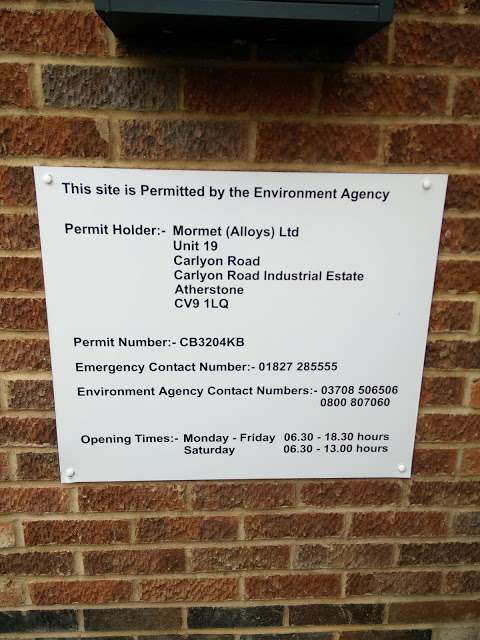 This site is Permitted by the Environment Agency
Permit Holder:- Mormet (Alloys) Ltd
Unit 19
Carlyon Road
Carlyon Road Industrial Estate
Atherstone
CV9 1LQ
Permit Number:- CB3204KB
Emergency Contact Number:- 01827 285555
Environment Agency Contact Numbers:- 03708 506506
0800 807060
Opening Times:- Monday - Friday 06.30 - 18.30 hours
Saturday 06.30 - 13.00 hours